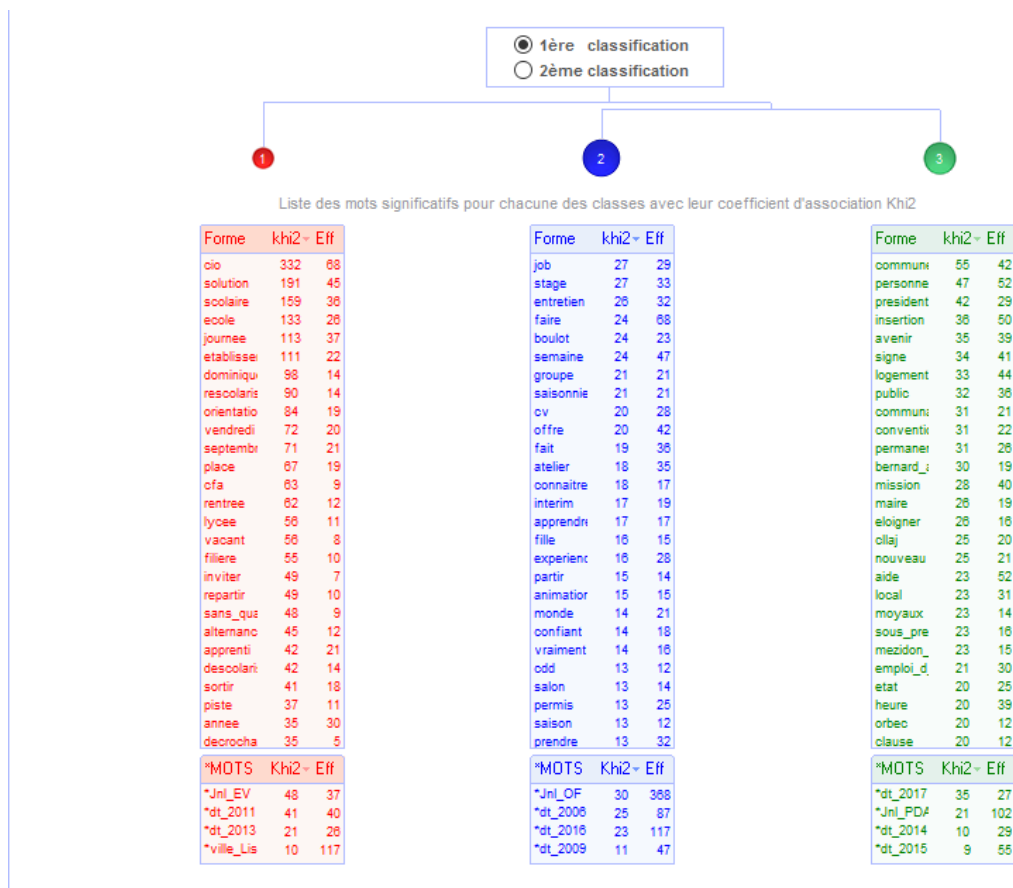 1ère classification
2ème classification
1 2 3
Liste des mots significatifs pour chacune des classes avec leur coefficient d'association Khi2
Forme khi2 Eff Forme khi2 Eff Forme khi2 Eff
cio 332 68 job 27 29 commune 55 42
solution 191 45 stage 27 33 personne 47 52
scolaire 159 36 entretien 26 32 president 42 29
ecole 133 26 faire 24 68 insertion 36 50
journee 113 37 boulot 24 23 avenir 35 39
etablisse 111 22 semaine 24 47 signe 34 41
dominiqu 98 14 groupe 21 21 logement 33 44
rescolaris 90 14 saisonnie 21 21 public 32 36
orientatio 84 19 cv 20 28 communa 31 21
vendredi 72 20 offre 20 42 conventi 31 22
septembr 71 21 fait 19 36 permaner 31 26
place 67 19 atelier 18 35 bernard_a 30 19
cfa 63 9 connaitre 18 17 mission 28 40
rentree 62 12 interim 17 19 maire 26 19
lycee 56 11 apprendre 17 17 eloigner 26 16
vacant 56 8 fille 16 15 cllaj 25 20
filiere 55 10 experienc 16 28 nouveau 25 21
inviter 49 7 partir 15 14 aide 23 52
repartir 49 10 animation 15 15 local 23 31
sans_qua 48 9 monde 14 21 moyaux 23 14
alternanc 45 12 confiant 14 18 sous_pre 23 16
apprenti 42 21 vraiment 14 16 mezidon_ 23 15
descolari 42 14 cdd 13 12 emploi_d 21 30
sortir 41 18 salon 13 14 etat 20 25
piste 37 11 permis 13 25 heure 20 39
annee 35 30 saison 13 12 orbec 20 12
decrocha 35 5 prendre 13 32 clause 20 12
*MOTS Khi2 Eff *MOTS Khi2 Eff *MOTS Khi2 Eff
*Jnl_EV 48 37 *Jnl_OF 30 368 *dt_2017 35 27
*dt_2011 41 40 *dt_2006 25 87 *Jnl_PDA 21 102
*dt_2013 21 26 *dt_2016 23 117 *dt_2014 10 29
*ville_Lis 10 117 *dt_2009 11 47 *dt_2015 9 55